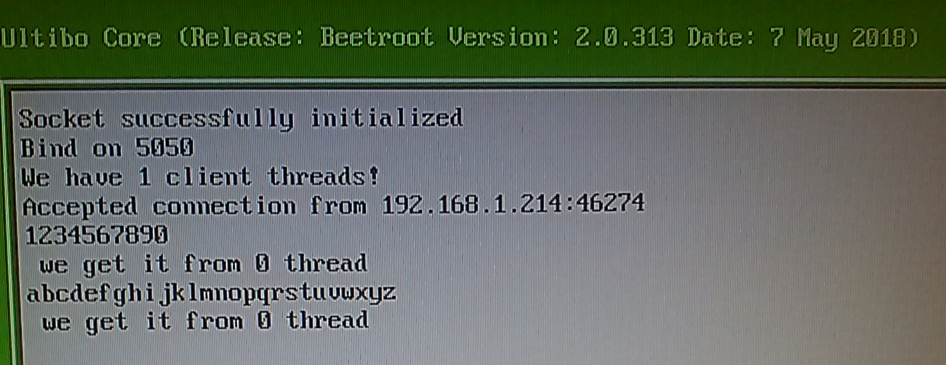 Ultibo Core (Release: Beetroot Version: 2.0.313 Date: 7 May 2018)
Socket successfully initialized
Bind on 5050
We have 1 client threads!
Accepted connection from 192.168.1.214:46274
1234567890
we get it from 0 thread
abcdefghijklmnopqrstuvwxyz
we get it from 0 thread